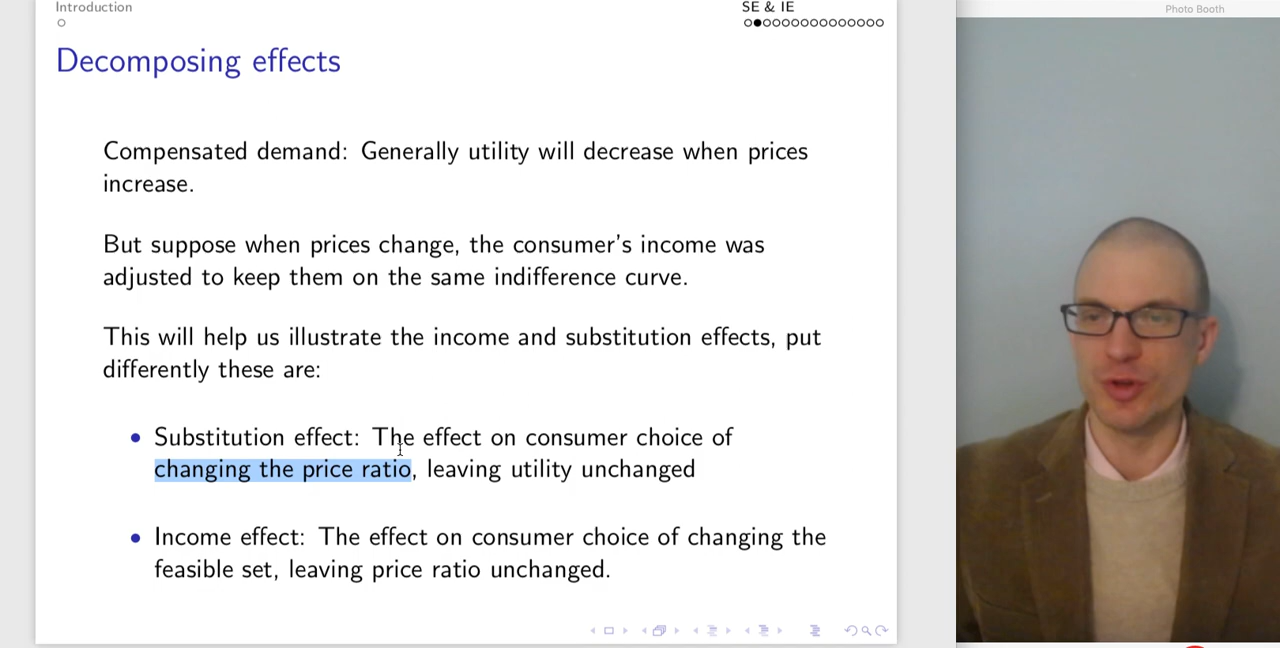 Introduction
SE & IE
Photo Booth
Decomposing effects
Compensated demand: Generally utility will decrease when prices
increase.
But suppose when prices change, the consumer's income was
adjusted to keep them on the same indifference curve.
This will help us illustrate the income and substitution effects, put
differently these are:
• Substitution effect: The effect on consumer choice of
changing the price ratio, leaving utility unchanged
• Income effect: The effect on consumer choice of changing the
feasible set, leaving price ratio unchanged.